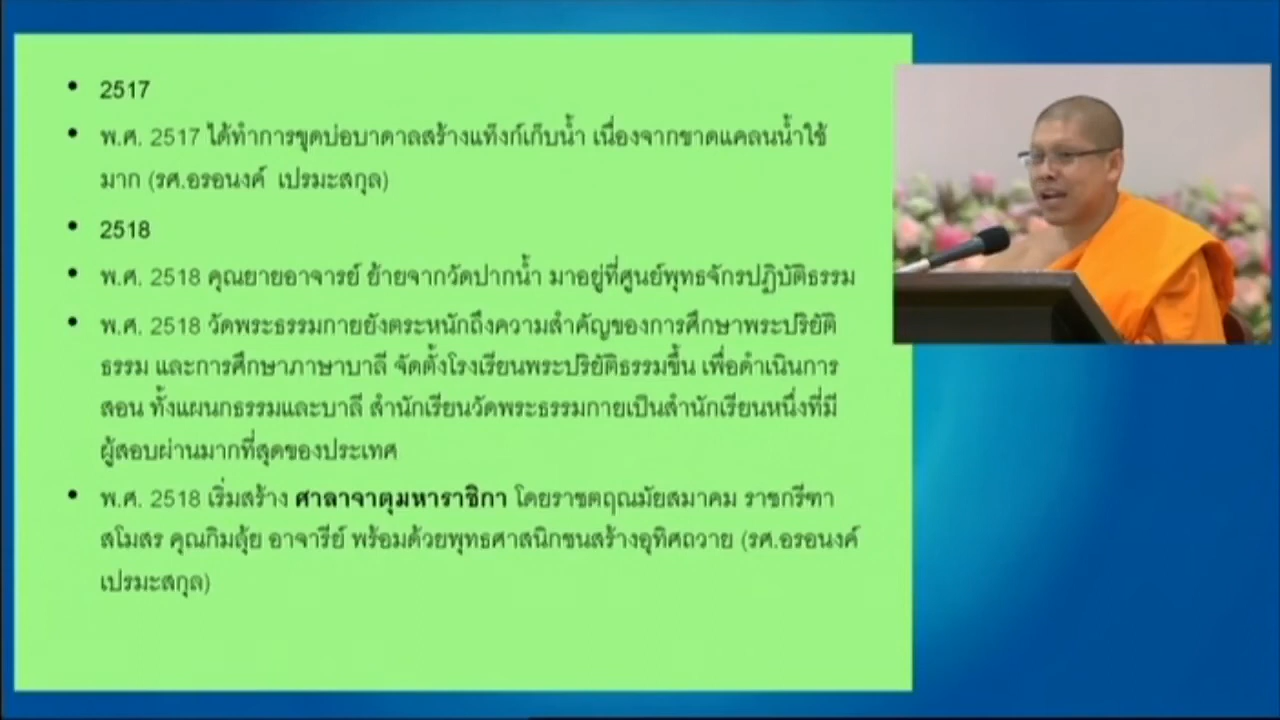 • 2517
• พ.ศ. 2517 ได้ทำการขุดบ่อบาดาลสร้างแท๊งก์เก็บน้ำ เนื่องจากขาดแคลนน้ำใช้
มาก (รศ.อรอนงค์ เปรมะสกุล)
• 2518
• พ.ศ. 2518 คุณยายอาจารย์ ย้ายจากวัดปากน้ำ มาอยู่ที่ศูนย์พุทธจักรปฏิบัติธรรม
• พ.ศ. 2518 วัดพระธรรมกายยังตระหนักถึงความสำคัญของการศึกษาพระปริยัติ
ธรรม และการศึกษาภาษาบาลี จัดตั้งโรงเรียนพระปริยัติธรรมขึ้น เพื่อดำเนินการ
สอน ทั้งแผนกธรรมและบาลี สำนักเรียนวัดพระธรรมกายเป็นสำนักเรียนหนึ่งที่มี
ผู้สอบผ่านมากที่สุดของประเทศ
• พ.ศ. 2518 เริ่มสร้าง ศาลาจาตุมหาราชิกา โดยราชตฤณมัยสมาคม ราชกรีฑา
สโมสร คุณกิมลุ้ย อาจารีย์ พร้อมด้วยพุทธศาสนิกชนสร้างอุทิศถวาย (รศ.อรอนงค์
เปรมะสกุล)